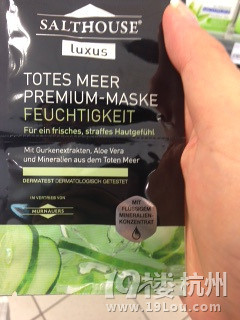 SALTHOUSE®
luxus
TOTES MEER
PREMIUM-MASKE
FEUCHTIGKEIT
Für ein frisches, straffes Hautgefühl
Mit Gurkenextrakten, Aloe Vera
und Mineralien aus dem Toten Meer
DERMATEST DERMATOLOGISCH GETESTET
IM VERTRIEB VON
MURNAUERS
MIT
FLÜSSIGEM
MINERALIEN-
KONZENTRAT
19楼杭州
www.19lou.com